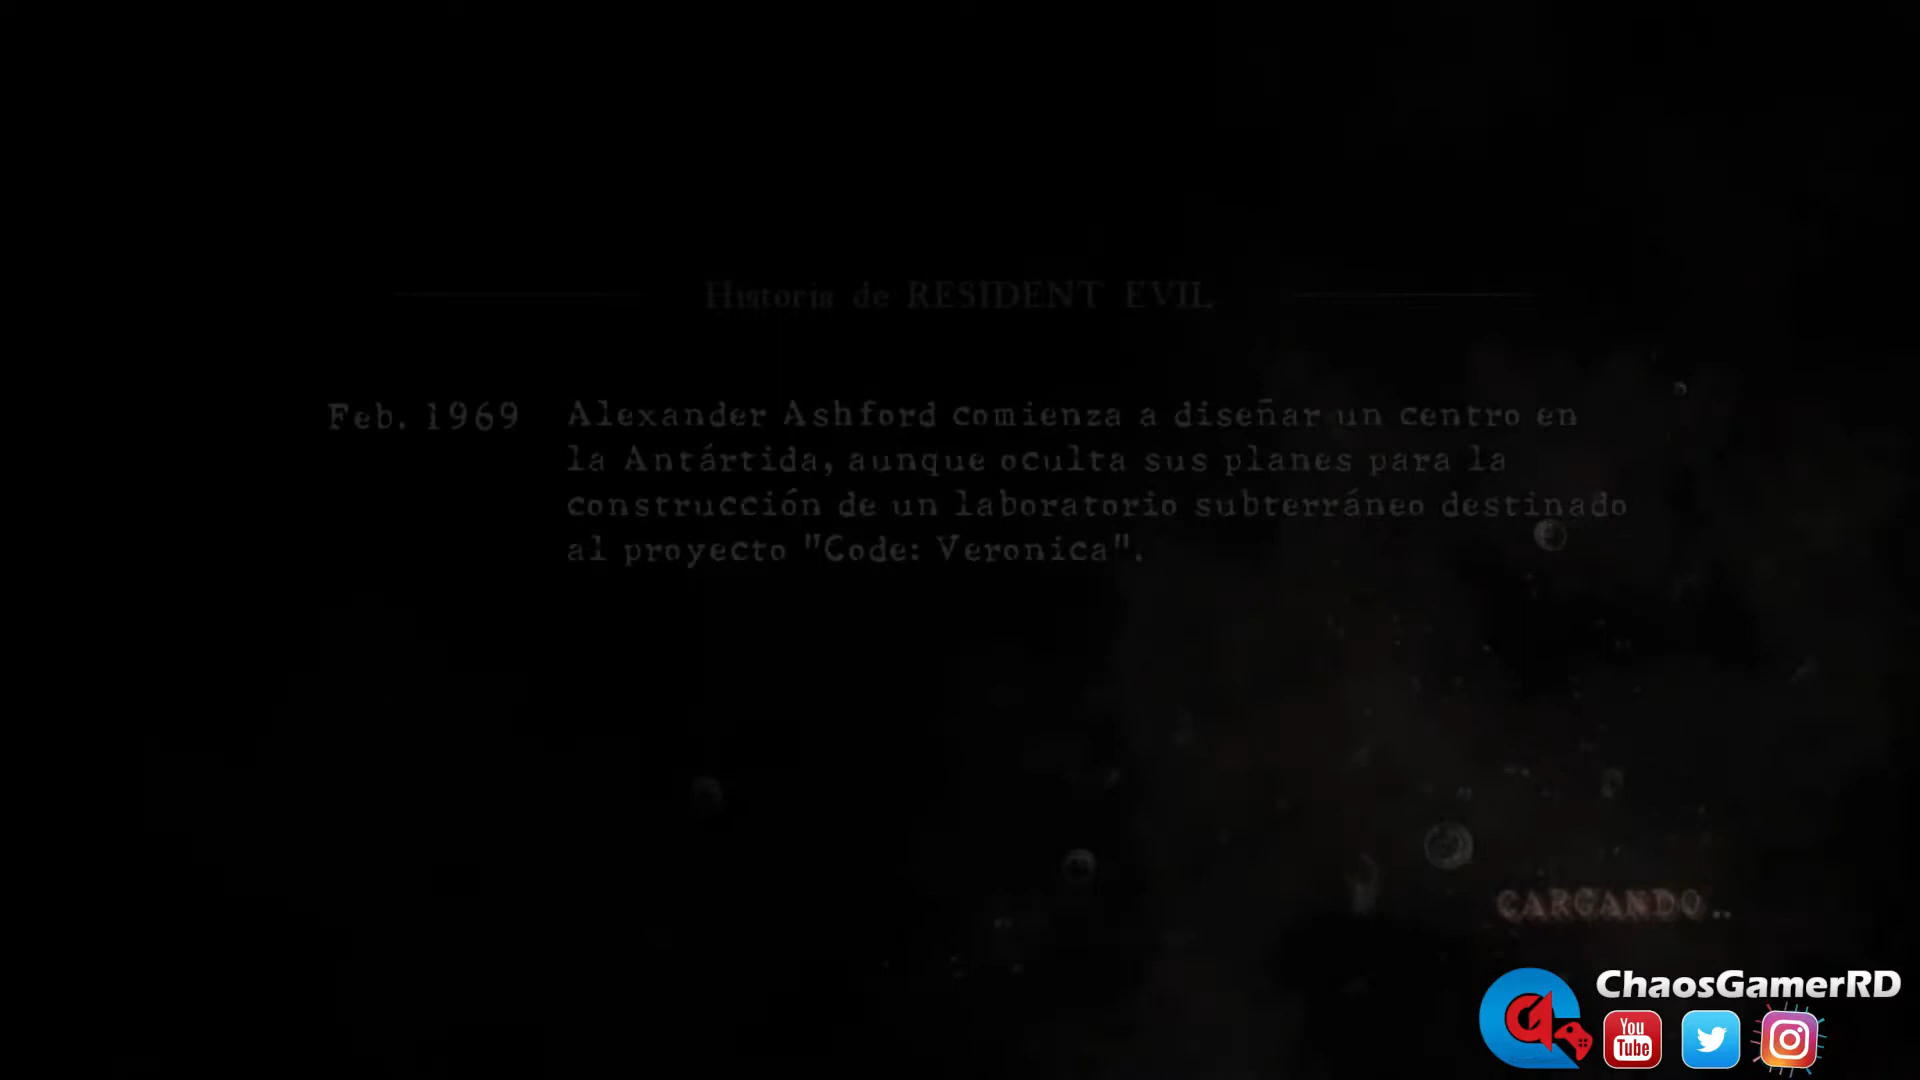 Historia de RESIDENT EVIL
Feb. 1969 Alexander Ashford comienza a diseñar un centro en
la Antártida, aunque oculta sus planes para la
construcción de un laboratorio subterráneo destinado
al proyecto "Code: Veronica".
CARGANDO..
ChaosGamerRD
You
Tube